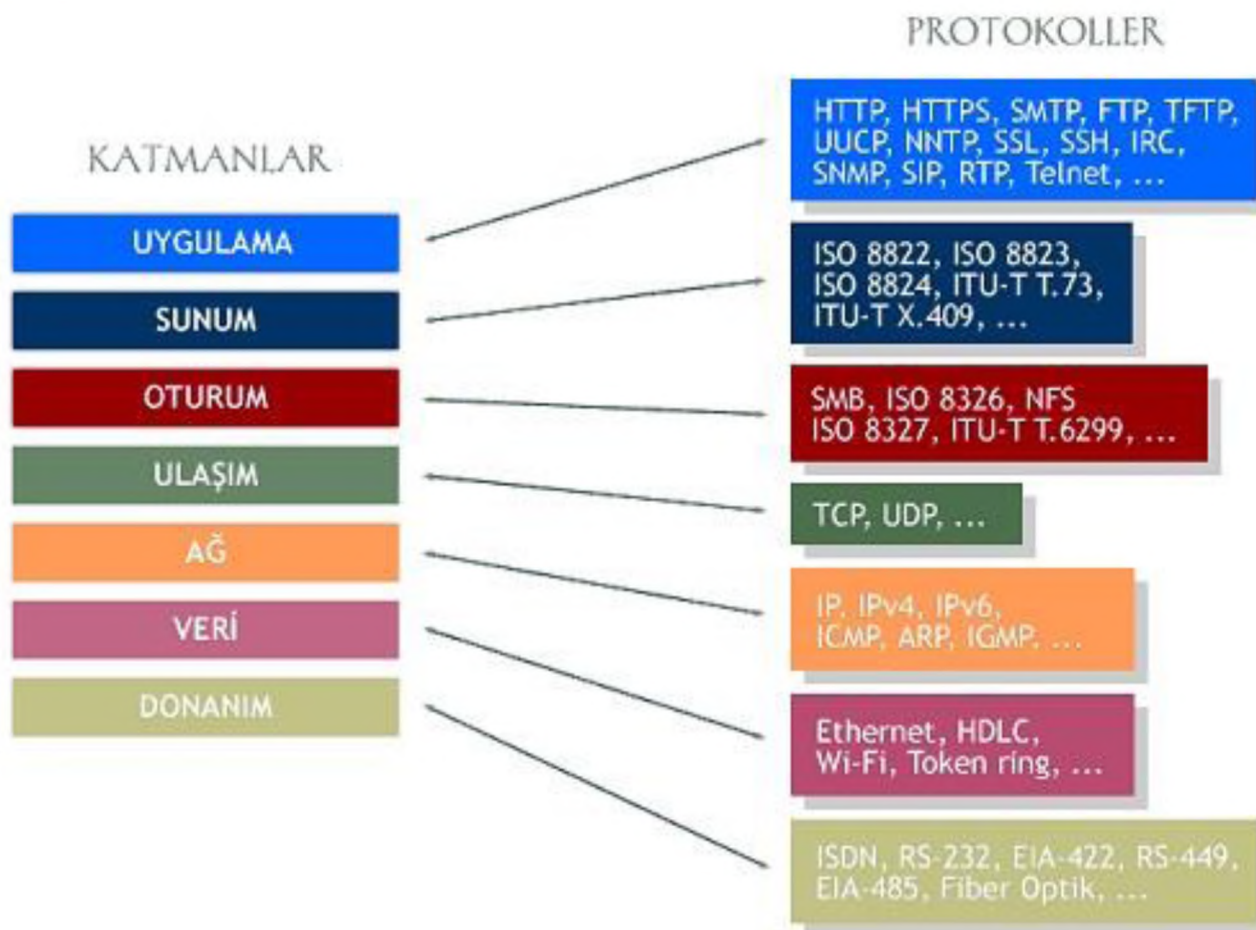 PROTOKOLLER
HTTP, HTTPS, SMTP, FTP, TFTP,
UUCP, NNTP, SSL, SSH, IRC,
SNMP, SIP, RTP, Telnet, ...
KATMANLAR
UYGULAMA
SUNUM
OTURUM
ULAŞIM
AĞ
VERİ
DONANIM
ISO 8822, ISO 8823,
ISO 8824, ITU-T T.73,
ITU-T X.409, ...
SMB, ISO 8326, NFS
ISO 8327, ITU-T T.6299, ...
TCP, UDP, ...
IP, IPv4, IPv6,
ICMP, ARP, IGMP, ...
Ethernet, HDLC,
Wi-Fi, Token ring, ...
ISDN, RS-232, EIA-422, RS-449,
EIA-485, Fiber Optik, ...